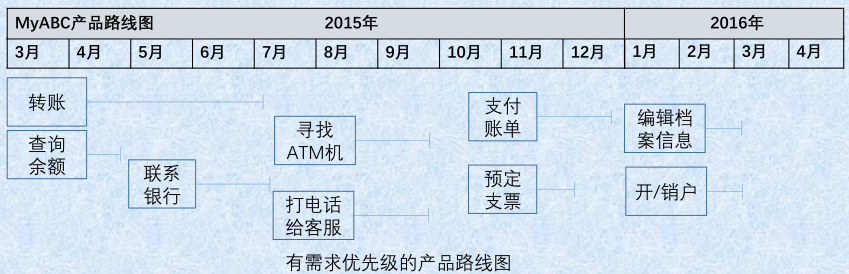 MyABC产品路线图 2015年 2016年
3月 4月 5月 6月 7月 8月 9月 10月 11月 12月 1月 2月 3月 4月
转账
查询
余额
联系
银行
寻找
ATM机
打电话
给客服
支付
账单
预定
支票
编辑档
案信息
开/销户
有需求优先级的产品路线图